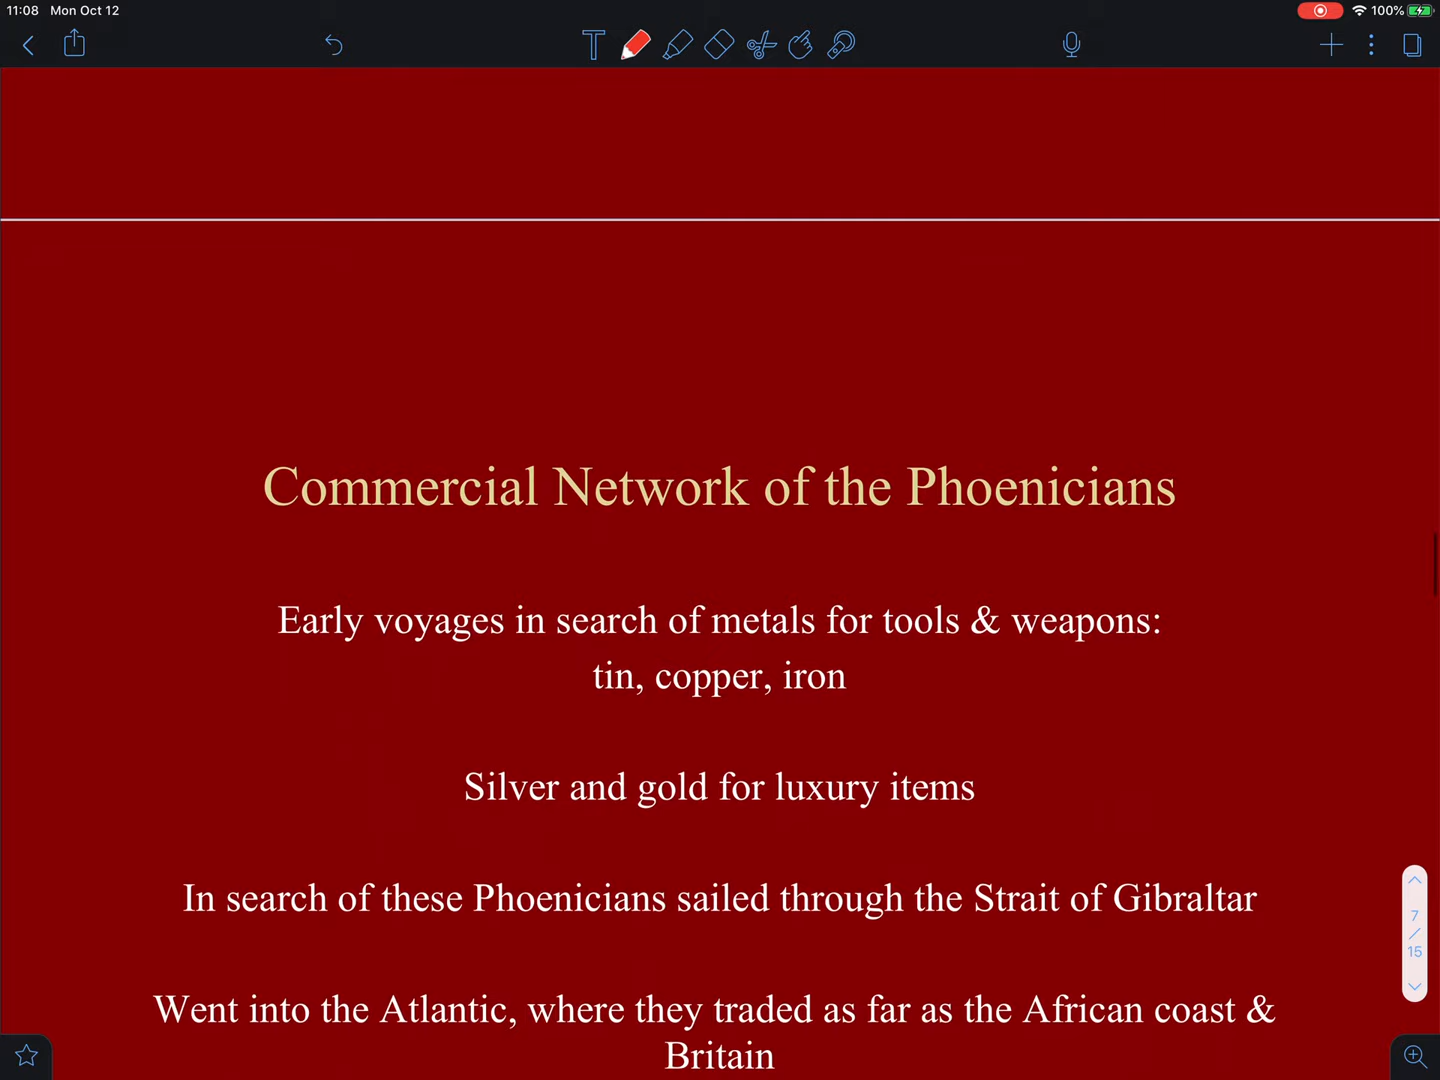 11:08 Mon Oct 12
100%
T
Commercial Network of the Phoenicians
Early voyages in search of metals for tools & weapons:
tin, copper, iron
Silver and gold for luxury items
In search of these Phoenicians sailed through the Strait of Gibraltar
Went into the Atlantic, where they traded as far as the African coast &
Britain
7
/
15